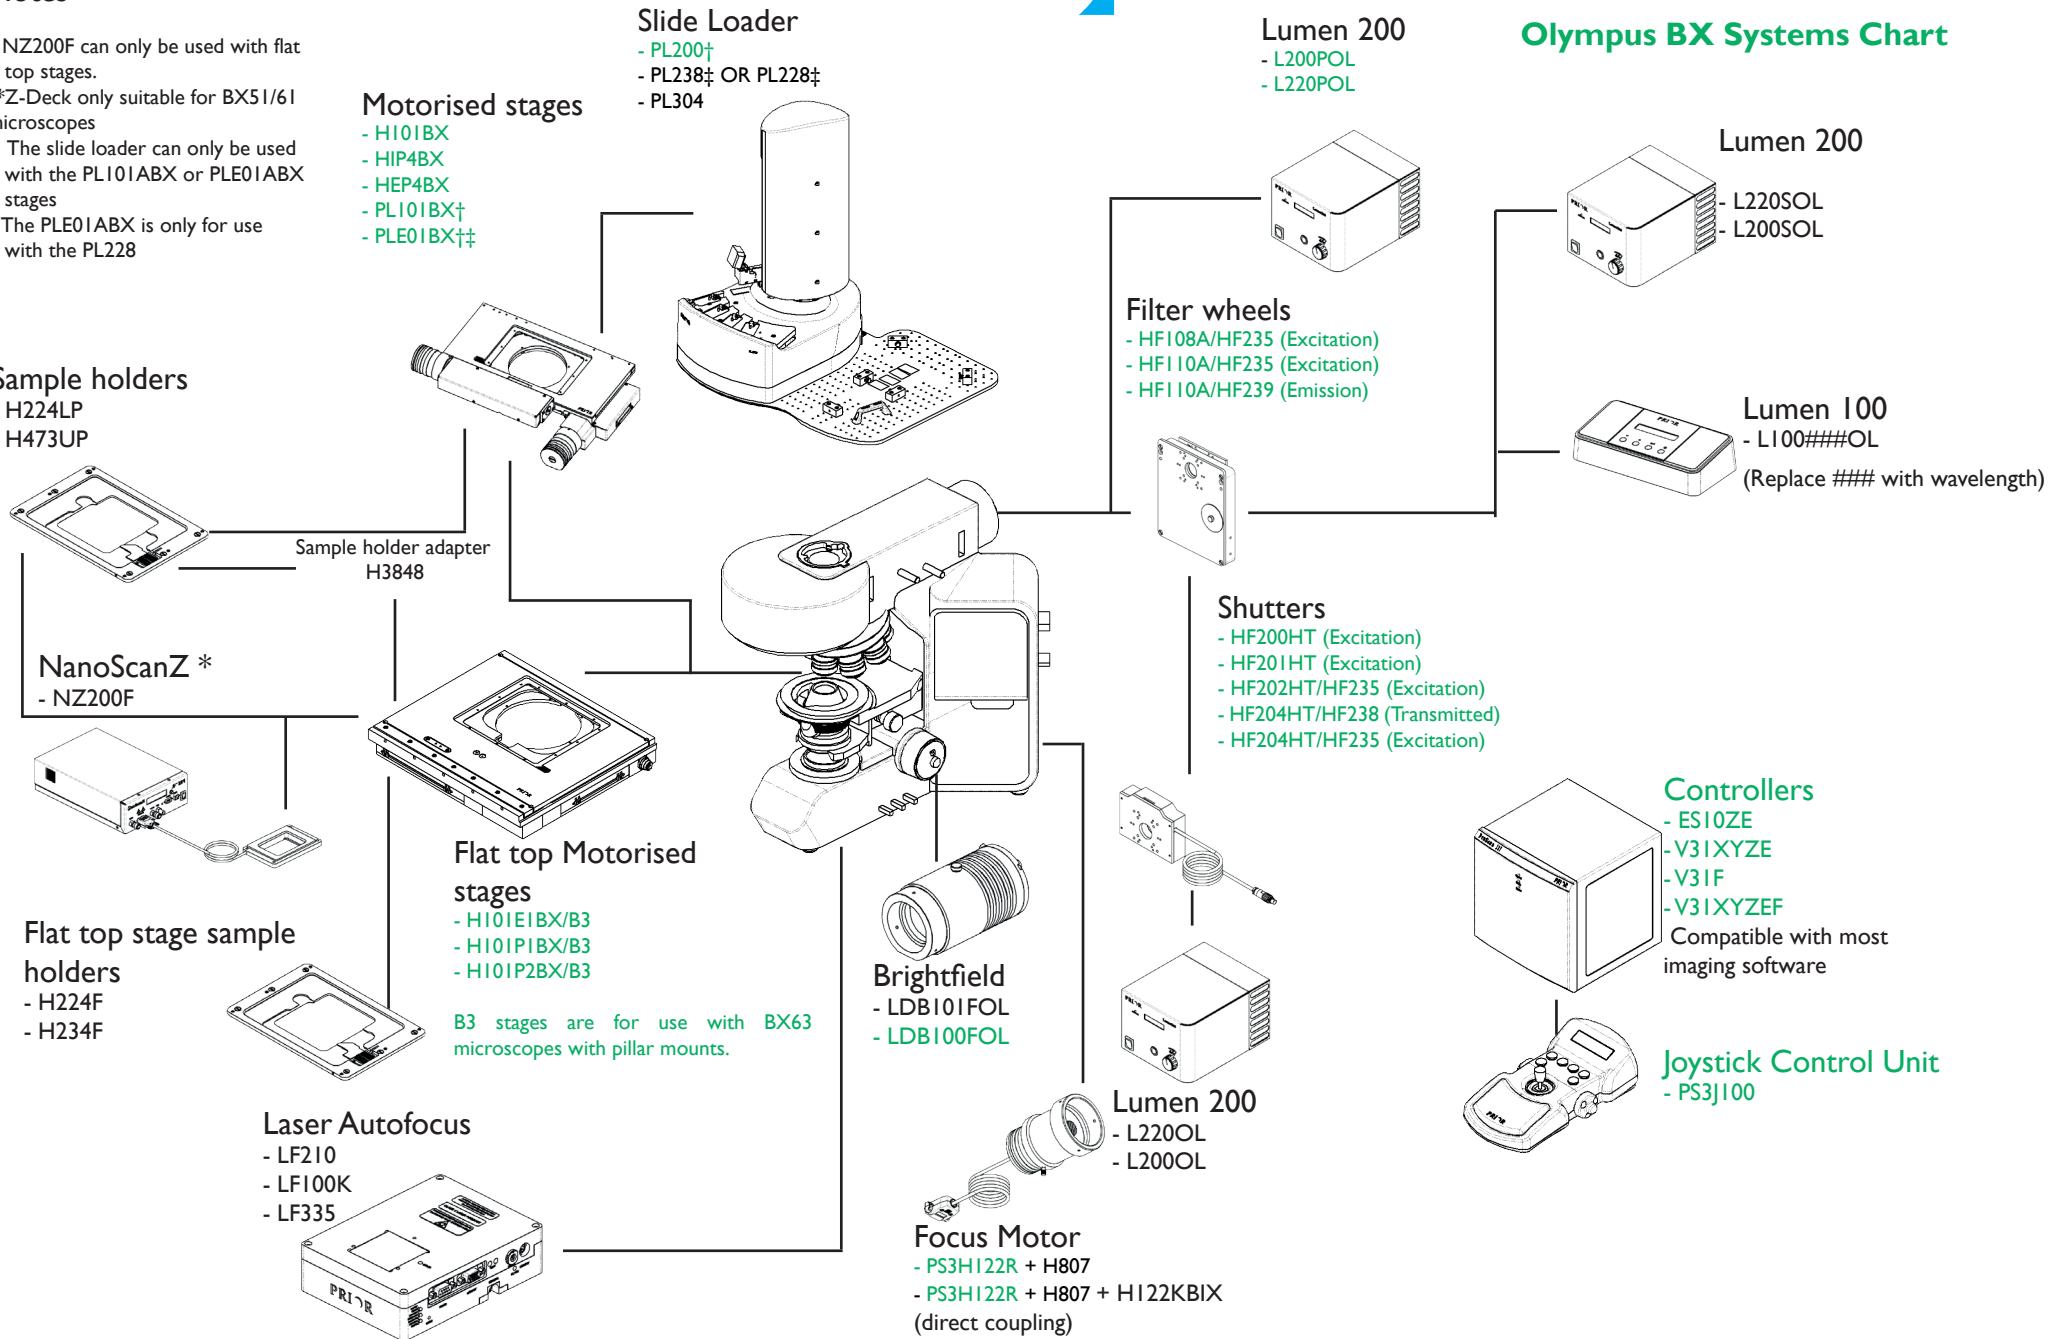 NZ200F can only be used with flat
top stages.
*Z-Deck only suitable for BX51/61
microscopes
The slide loader can only be used
with the PL101ABX or PLE01ABX
stages
The PLE01ABX is only for use
with the PL228
Slide Loader
- PL200†
- PL238‡ OR PL228‡
- PL304
Motorised stages
- H101BX
- HIP4BX
- HEP4BX
- PL101BX†
- PLE01BX†‡
Lumen 200
- L200POL
- L220POL
Olympus BX Systems Chart
Lumen 200
- L220SOL
- L200SOL
Filter wheels
- HF108A/HF235 (Excitation)
- HF110A/HF235 (Excitation)
- HF110A/HF239 (Emission)
Lumen 100
- L100###OL
(Replace ### with wavelength)
Sample holders
H224LP
H473UP
Sample holder adapter
H3848
Shutters
- HF200HT (Excitation)
- HF201HT (Excitation)
- HF202HT/HF235 (Excitation)
- HF204HT/HF238 (Transmitted)
- HF204HT/HF235 (Excitation)
NanoScanZ *
- NZ200F
Flat top Motorised
stages
- H101E1BX/B3
- H101P1BX/B3
- H101P2BX/B3
B3 stages are for use with BX63
microscopes with pillar mounts.
Flat top stage sample
holders
- H224F
- H234F
Brightfield
- LDB101FOL
- LDB100FOL
Controllers
- ES10ZE
- V31XYZE
- V31F
- V31XYZEF
Compatible with most
imaging software
Joystick Control Unit
- PS3J100
Lumen 200
- L220OL
- L200OL
Laser Autofocus
- LF210
- LF100K
- LF335
PRIOR
Focus Motor
- PS3H122R + H807
- PS3H122R + H807 + H122KBIX
(direct coupling)